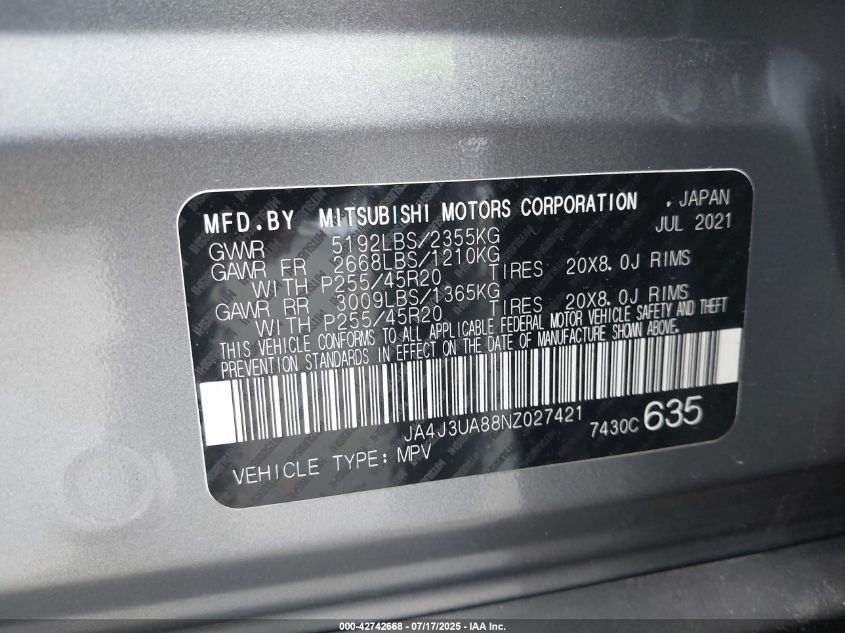 MFD.BY MITSUBISHI MOTORS CORPORATION . JAPAN
JUL 2021
GVWR 5192LBS/2355KG
GAWR FR 2668LBS/1210KG
WITH P255/45R20 TIRES 20X8.0J RIMS
GAWR RR 3009LBS/1365KG
WITH P255/45R20 TIRES 20X8.0J RIMS
THIS VEHICLE CONFORMS TO ALL APPLICABLE FEDERAL MOTOR VEHICLE SAFETY AND THEFT
PREVENTION STANDARDS IN EFFECT ON THE DATE OF MANUFACTURE SHOWN ABOVE.
JA4J3UA88NZ027421 7430C 635
VEHICLE TYPE: MPV
000-42742668 - 07/17/2025 - IAA Inc.